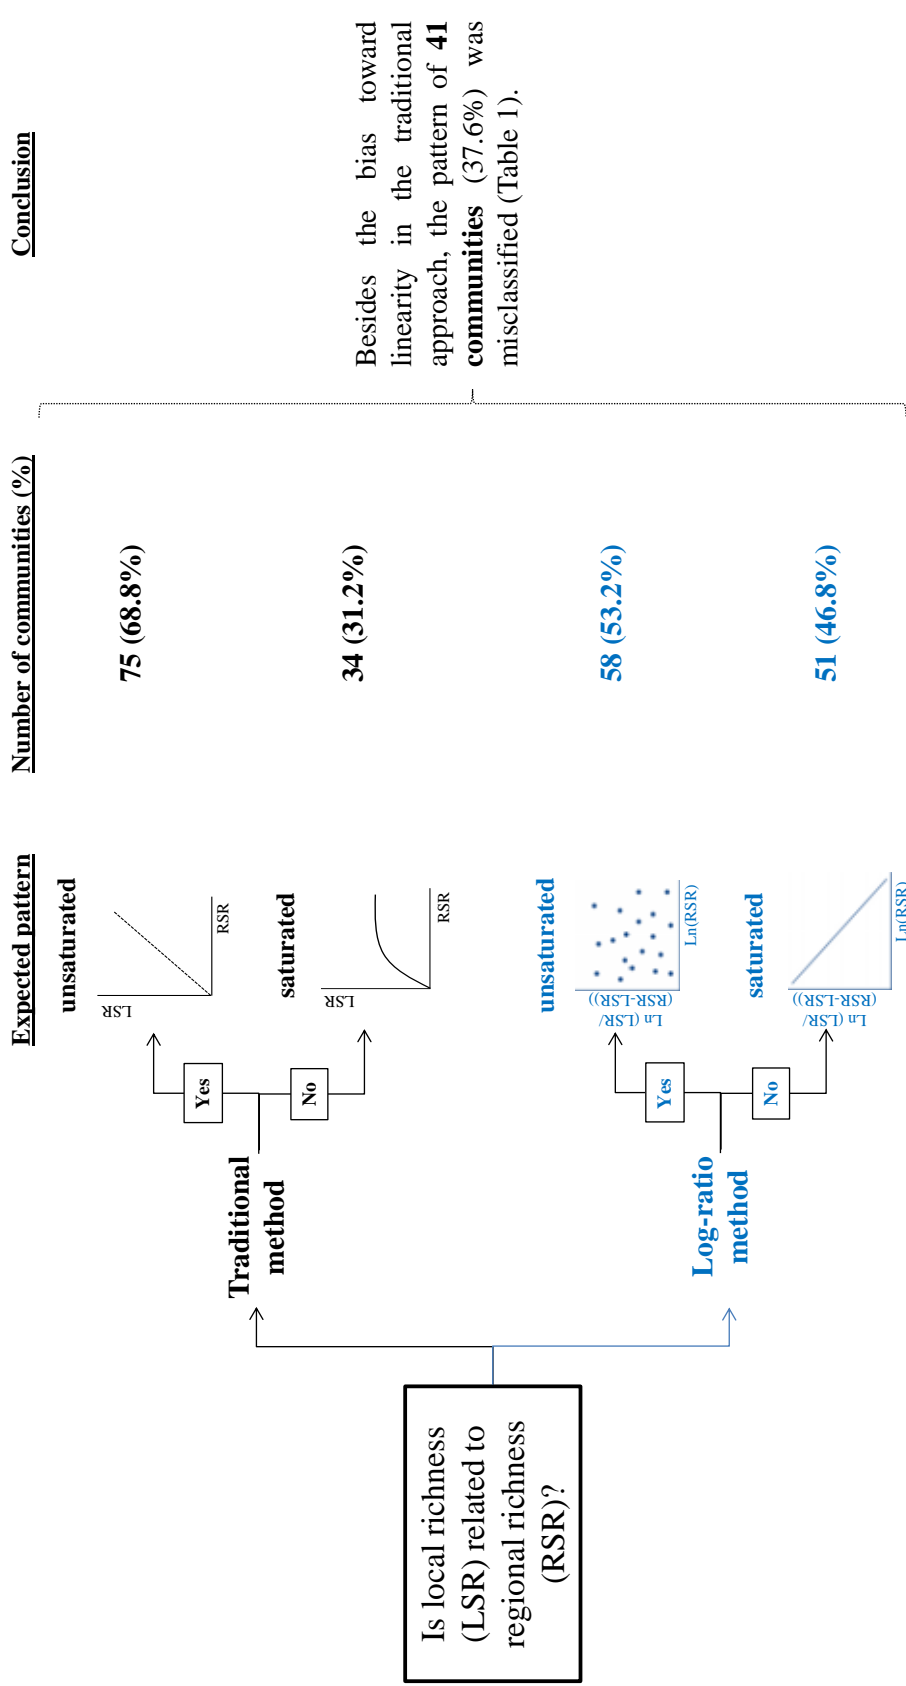 Is local richness
(LSR) related to
regional richness
(RSR)?
Traditional
method
Yes
No
Log-ratio
method
Yes
No
Expected pattern
unsaturated
LSR
RSR
saturated
LSR
RSR
unsaturated
Ln (LSR/
(RSR-LSR))
Ln(RSR)
saturated
Ln (LSR/
(RSR-LSR))
Ln(RSR)
Number of communities (%)
75 (68.8%)
34 (31.2%)
58 (53.2%)
51 (46.8%)
Conclusion
Besides the bias toward
linearity in the traditional
approach, the pattern of 41
communities (37.6%) was
misclassified (Table 1).